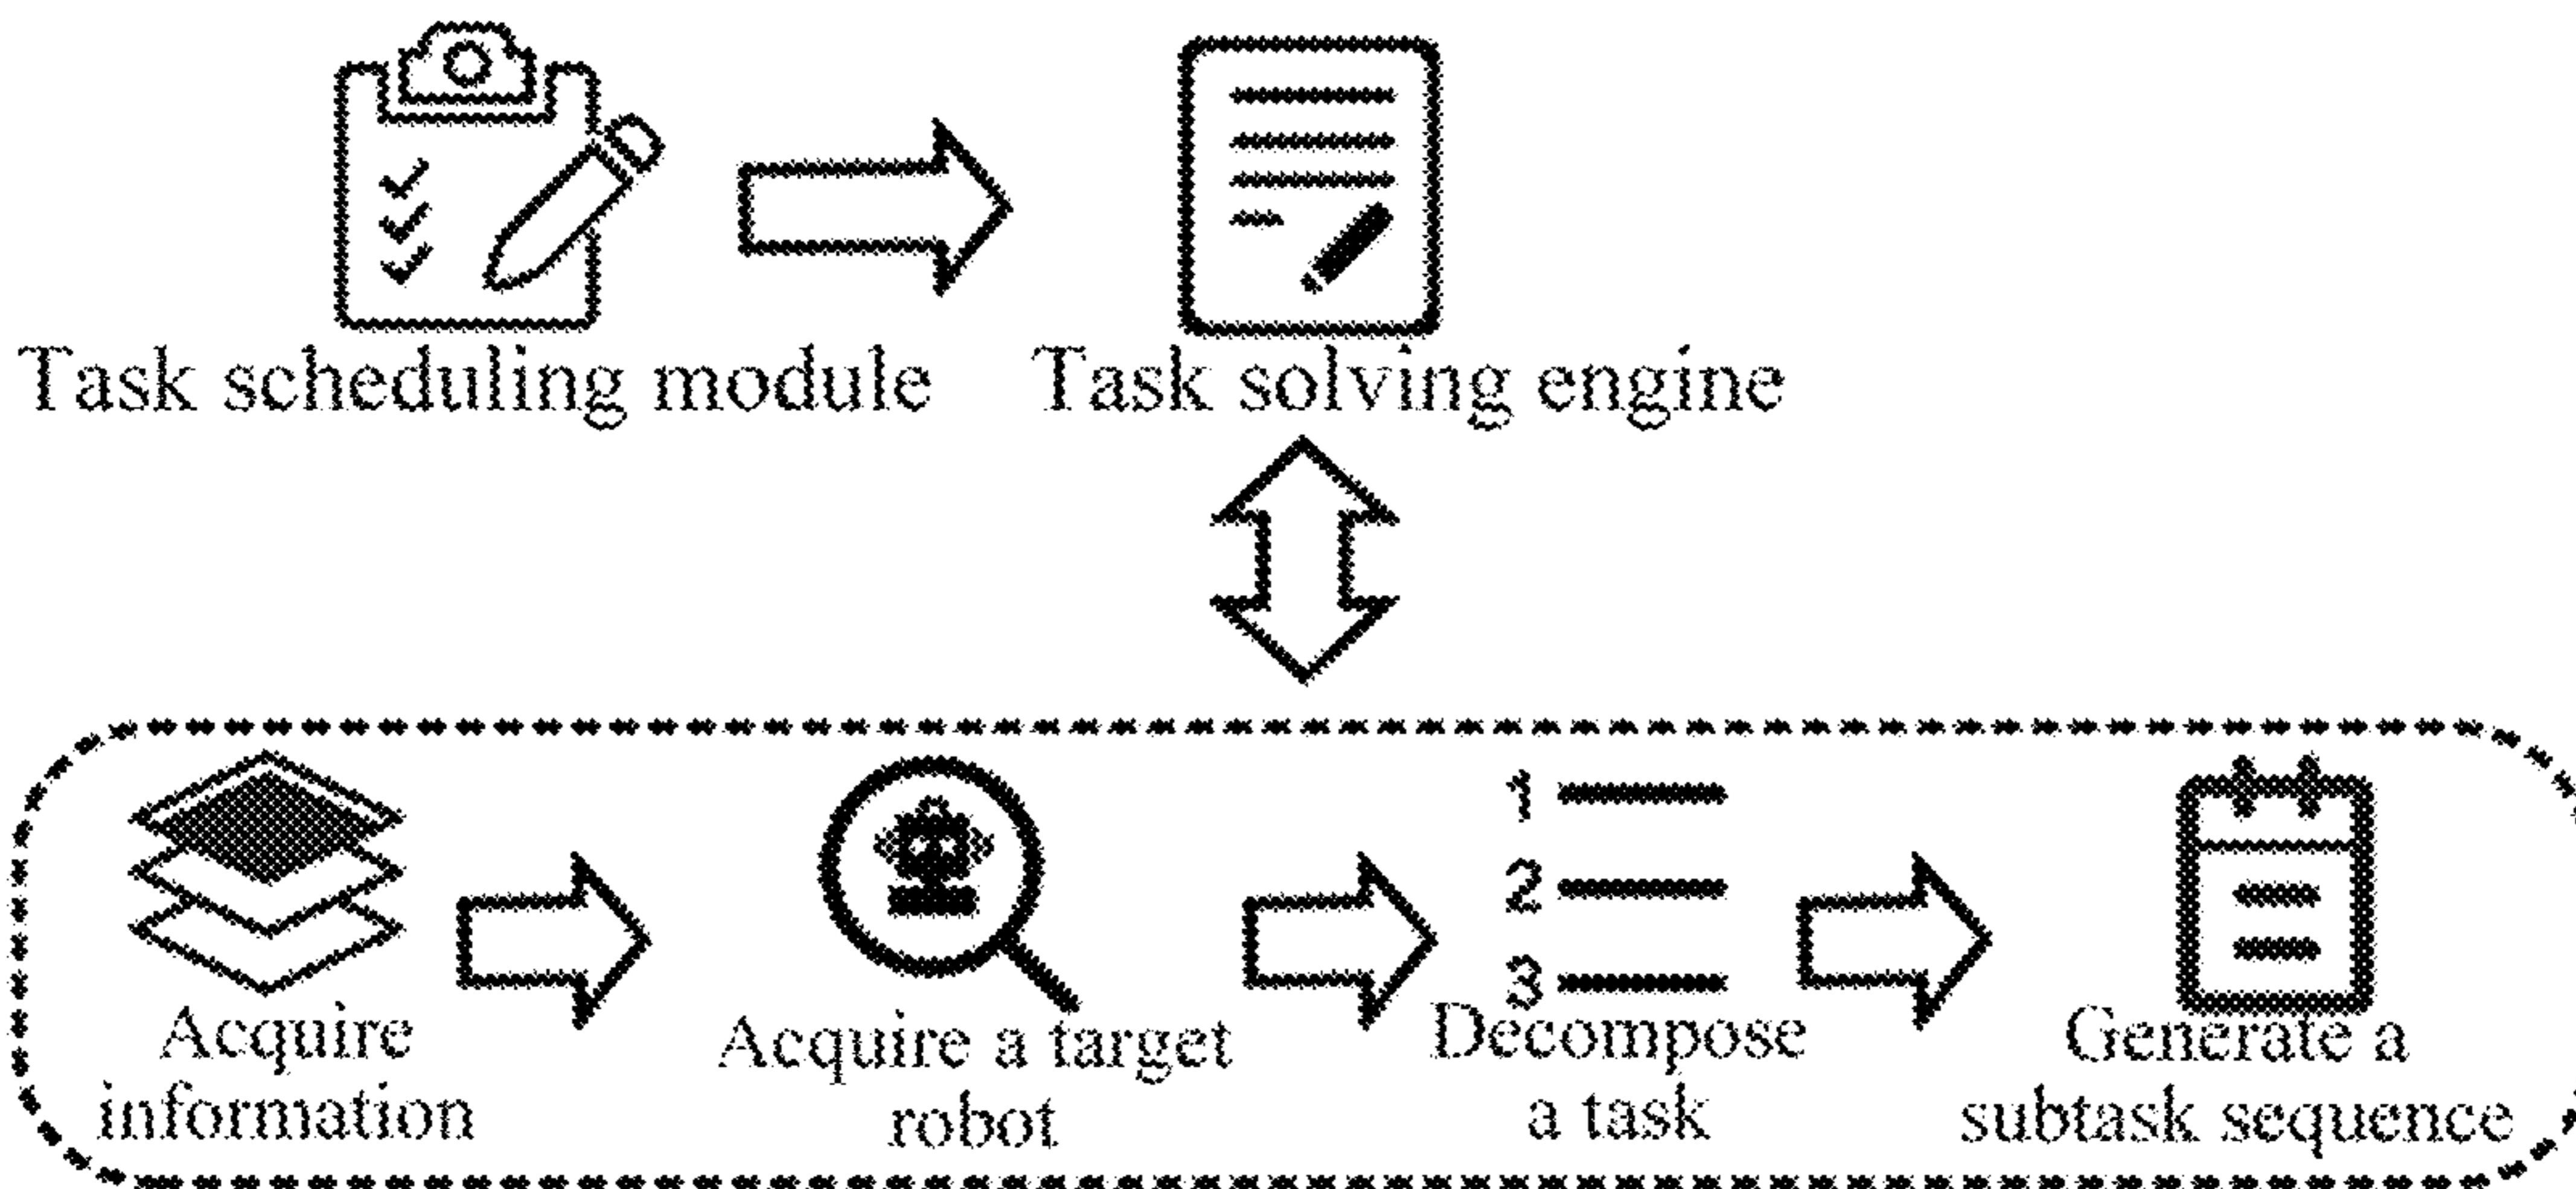 Task scheduling module
Task solving engine
1
2
3
Acquire
information
Acquire a target
robot
Decompose
a task
Generate a
subtask sequence